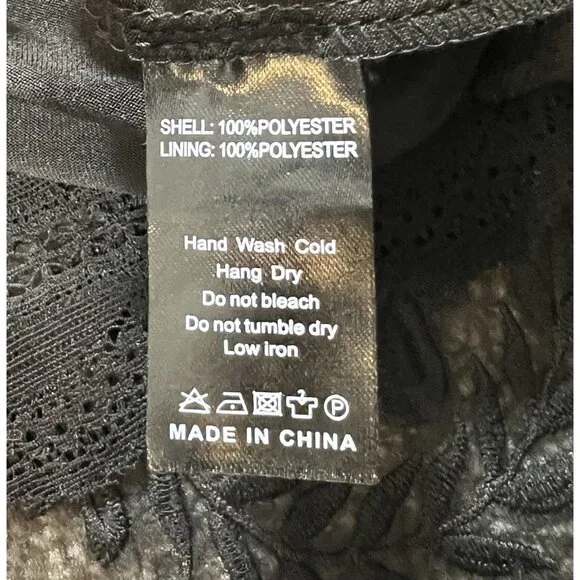 SHELL: 100%POLYESTER
LINING: 100%POLYESTER
Hand Wash Cold
Hang Dry
Do not bleach
Do not tumble dry
Low iron
P
MADE IN CHINA